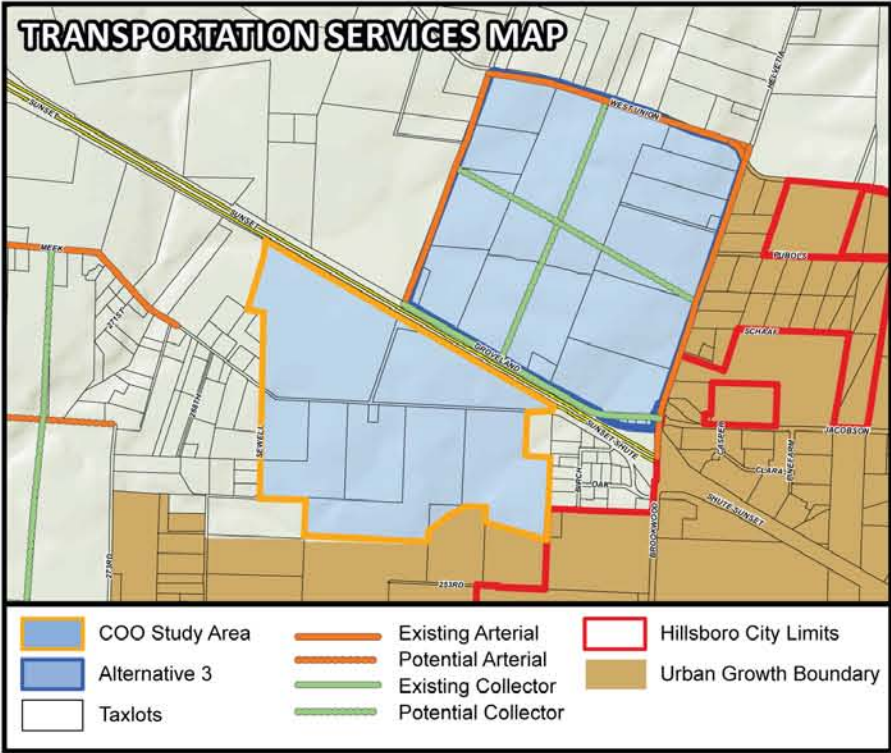 TRANSPORTATION SERVICES MAP
SUNSET
HELVETIA
WEST UNION
SUNSET
MEEK
DUBOIS
271ST
SCHAAF
GROVELAND
268TH
SEWELL
SUNSET-SHUTE
CASPER
JACOBSON
BIRCH
OAK
CLARA
PINEFARM
SHUTE-SUNSET
BROOKWOOD
273RD
253RD
COO Study Area
Alternative 3
Taxlots
Existing Arterial
Potential Arterial
Existing Collector
Potential Collector
Hillsboro City Limits
Urban Growth Boundary